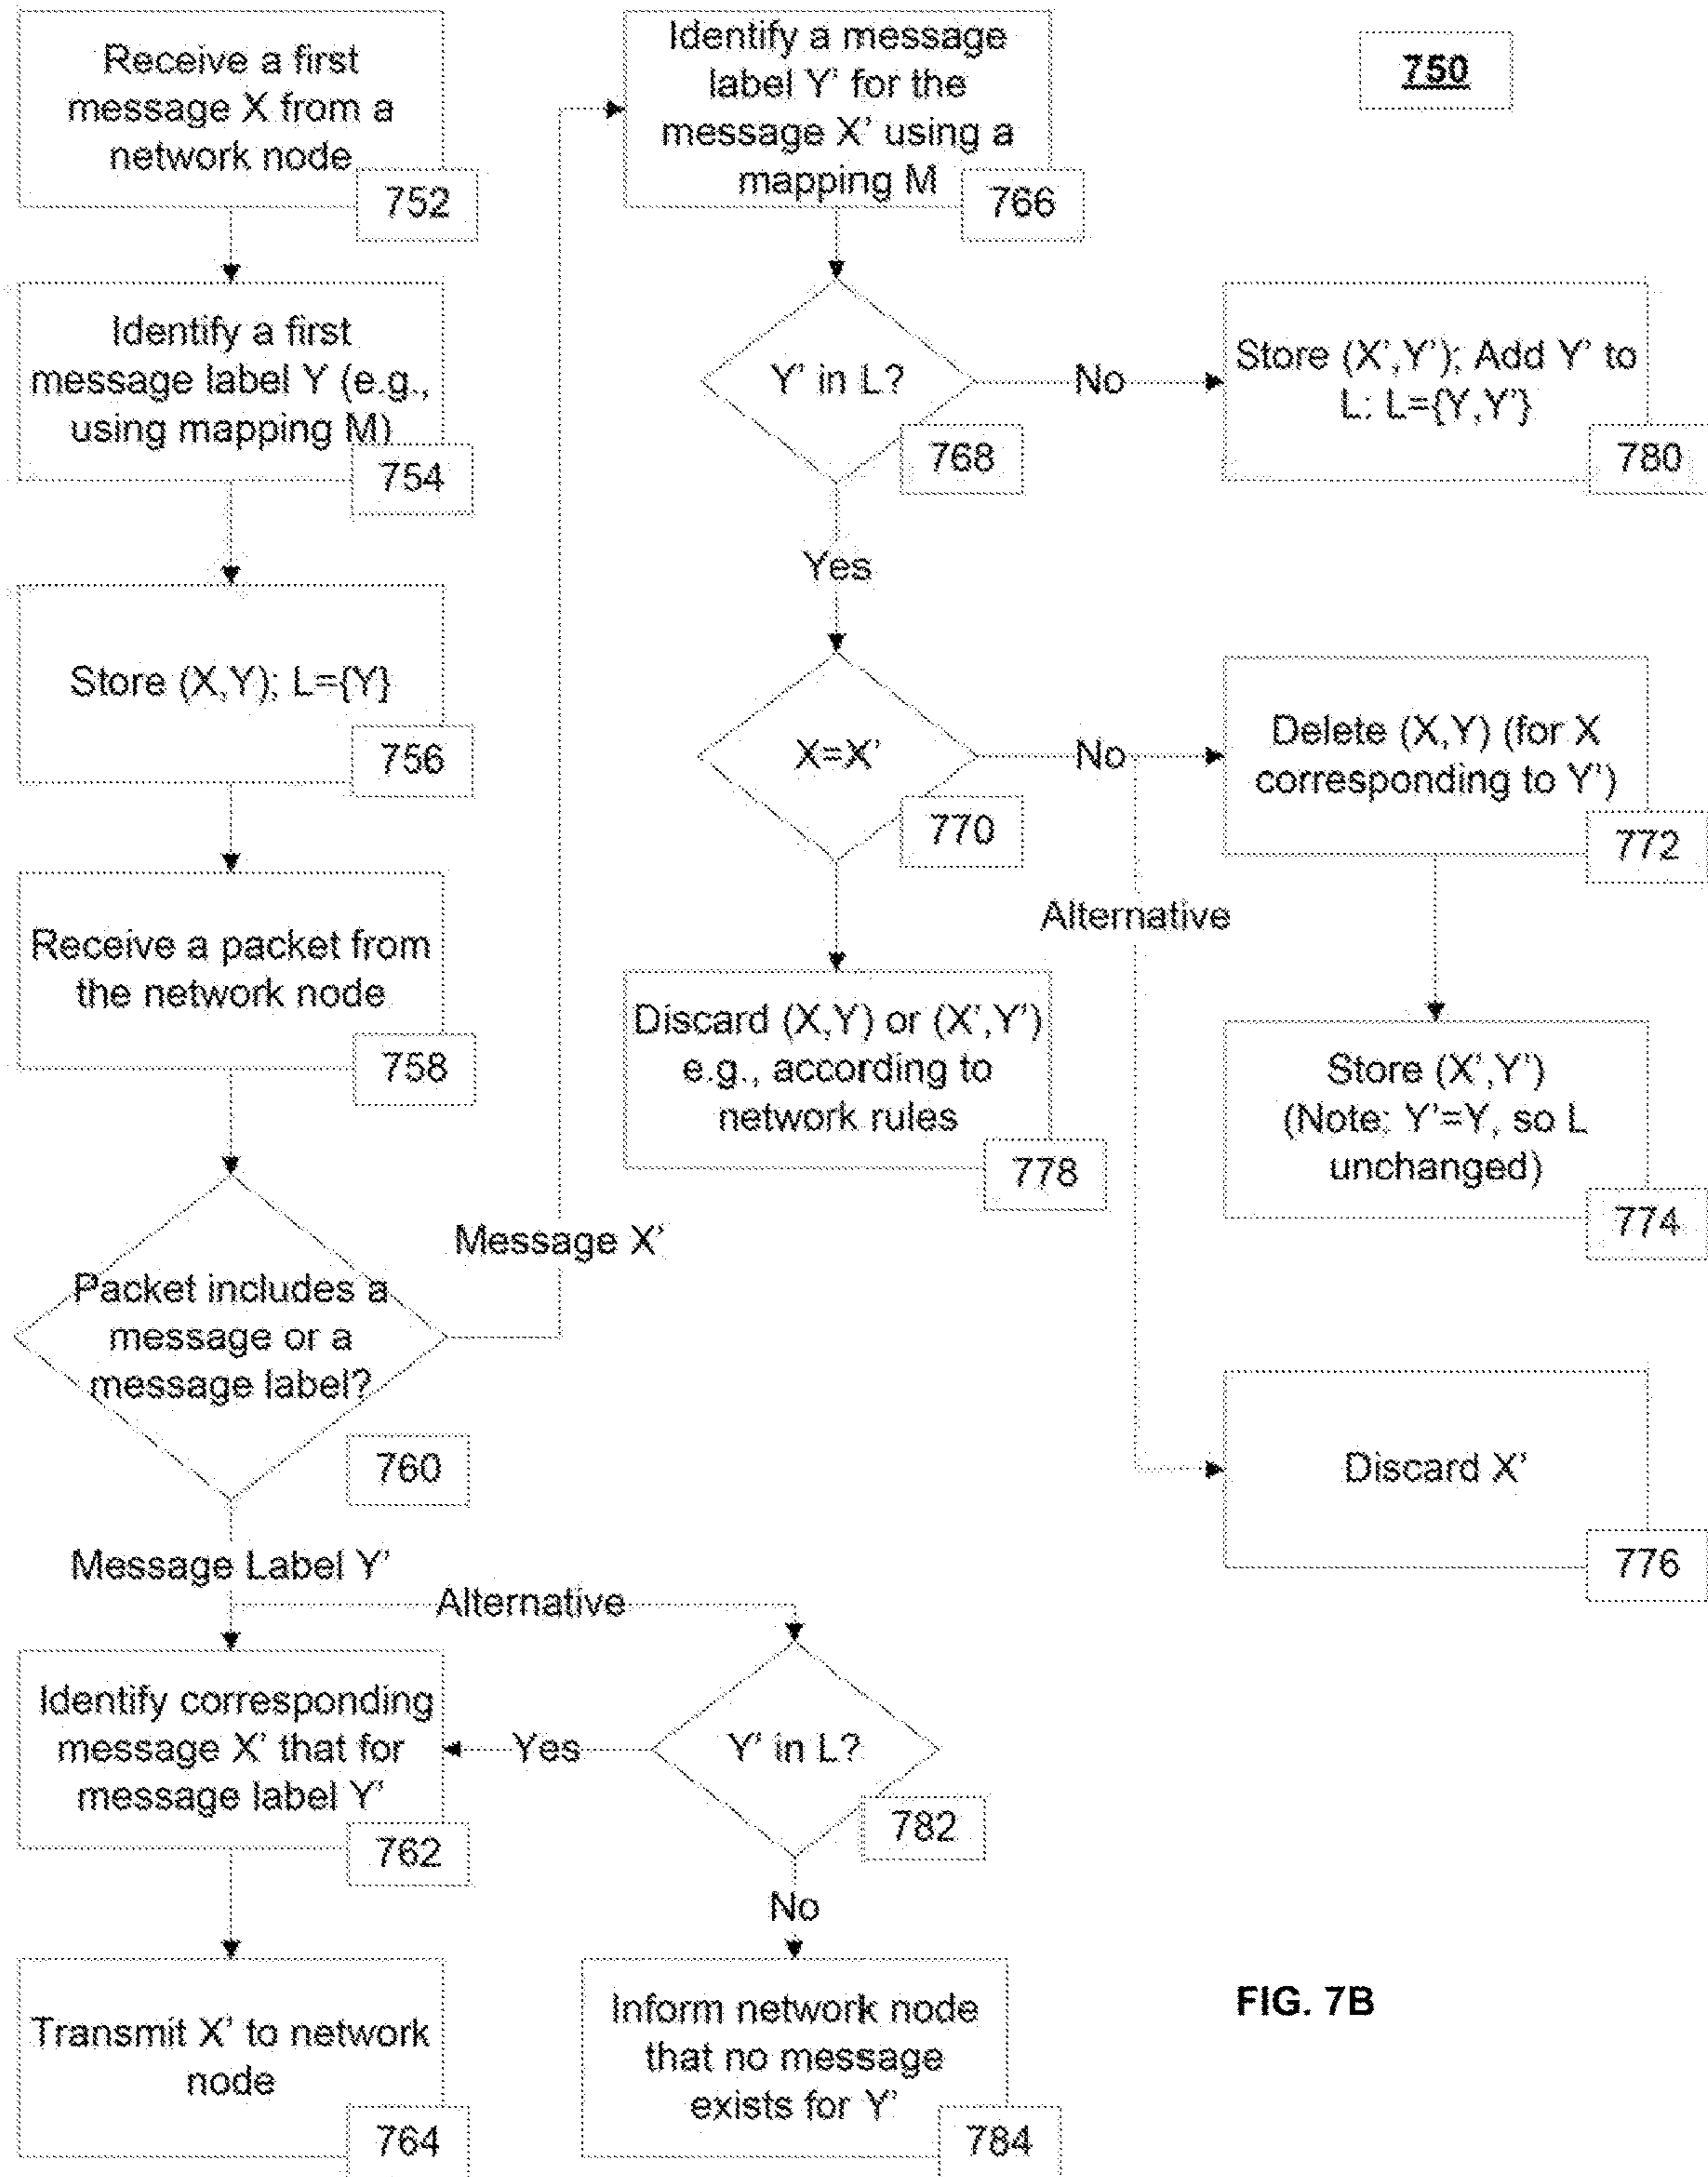 Receive a first
message X from a
network node
752
Identify a first
message label Y (e.g.,
using mapping M)
754
Store (X,Y); L={Y}
756
Receive a packet from
the network node
758
Packet includes a
message or a
message label?
760
Message X'
Message Label Y'
Alternative
Identify corresponding
message X' that for
message label Y'
762
Transmit X' to network
node
764
Yes
Y' in L?
782
No
Inform network node
that no message
exists for Y'
784
Identify a message
label Y' for the
message X' using a
mapping M
766
Y' in L?
768
No
Store (X',Y'); Add Y' to
L: L={Y,Y'}
780
Yes
X=X'
770
No
Delete (X,Y) (for X
corresponding to Y')
772
Alternative
Discard (X,Y) or (X',Y')
e.g., according to
network rules
778
Store (X',Y')
(Note: Y'=Y, so L
unchanged)
774
Discard X'
776
750
FIG. 7B